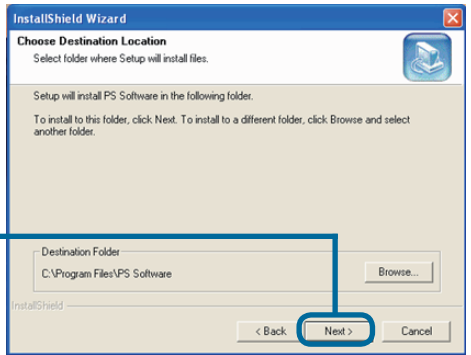 InstallShield Wizard
Choose Destination Location
Select folder where Setup will install files.
Setup will install PS Software in the following folder.
To install to this folder, click Next. To install to a different folder, click Browse and select
another folder.
Destination Folder
C:\Program Files\PS Software
Browse...
InstallShield
< Back
Next >
Cancel